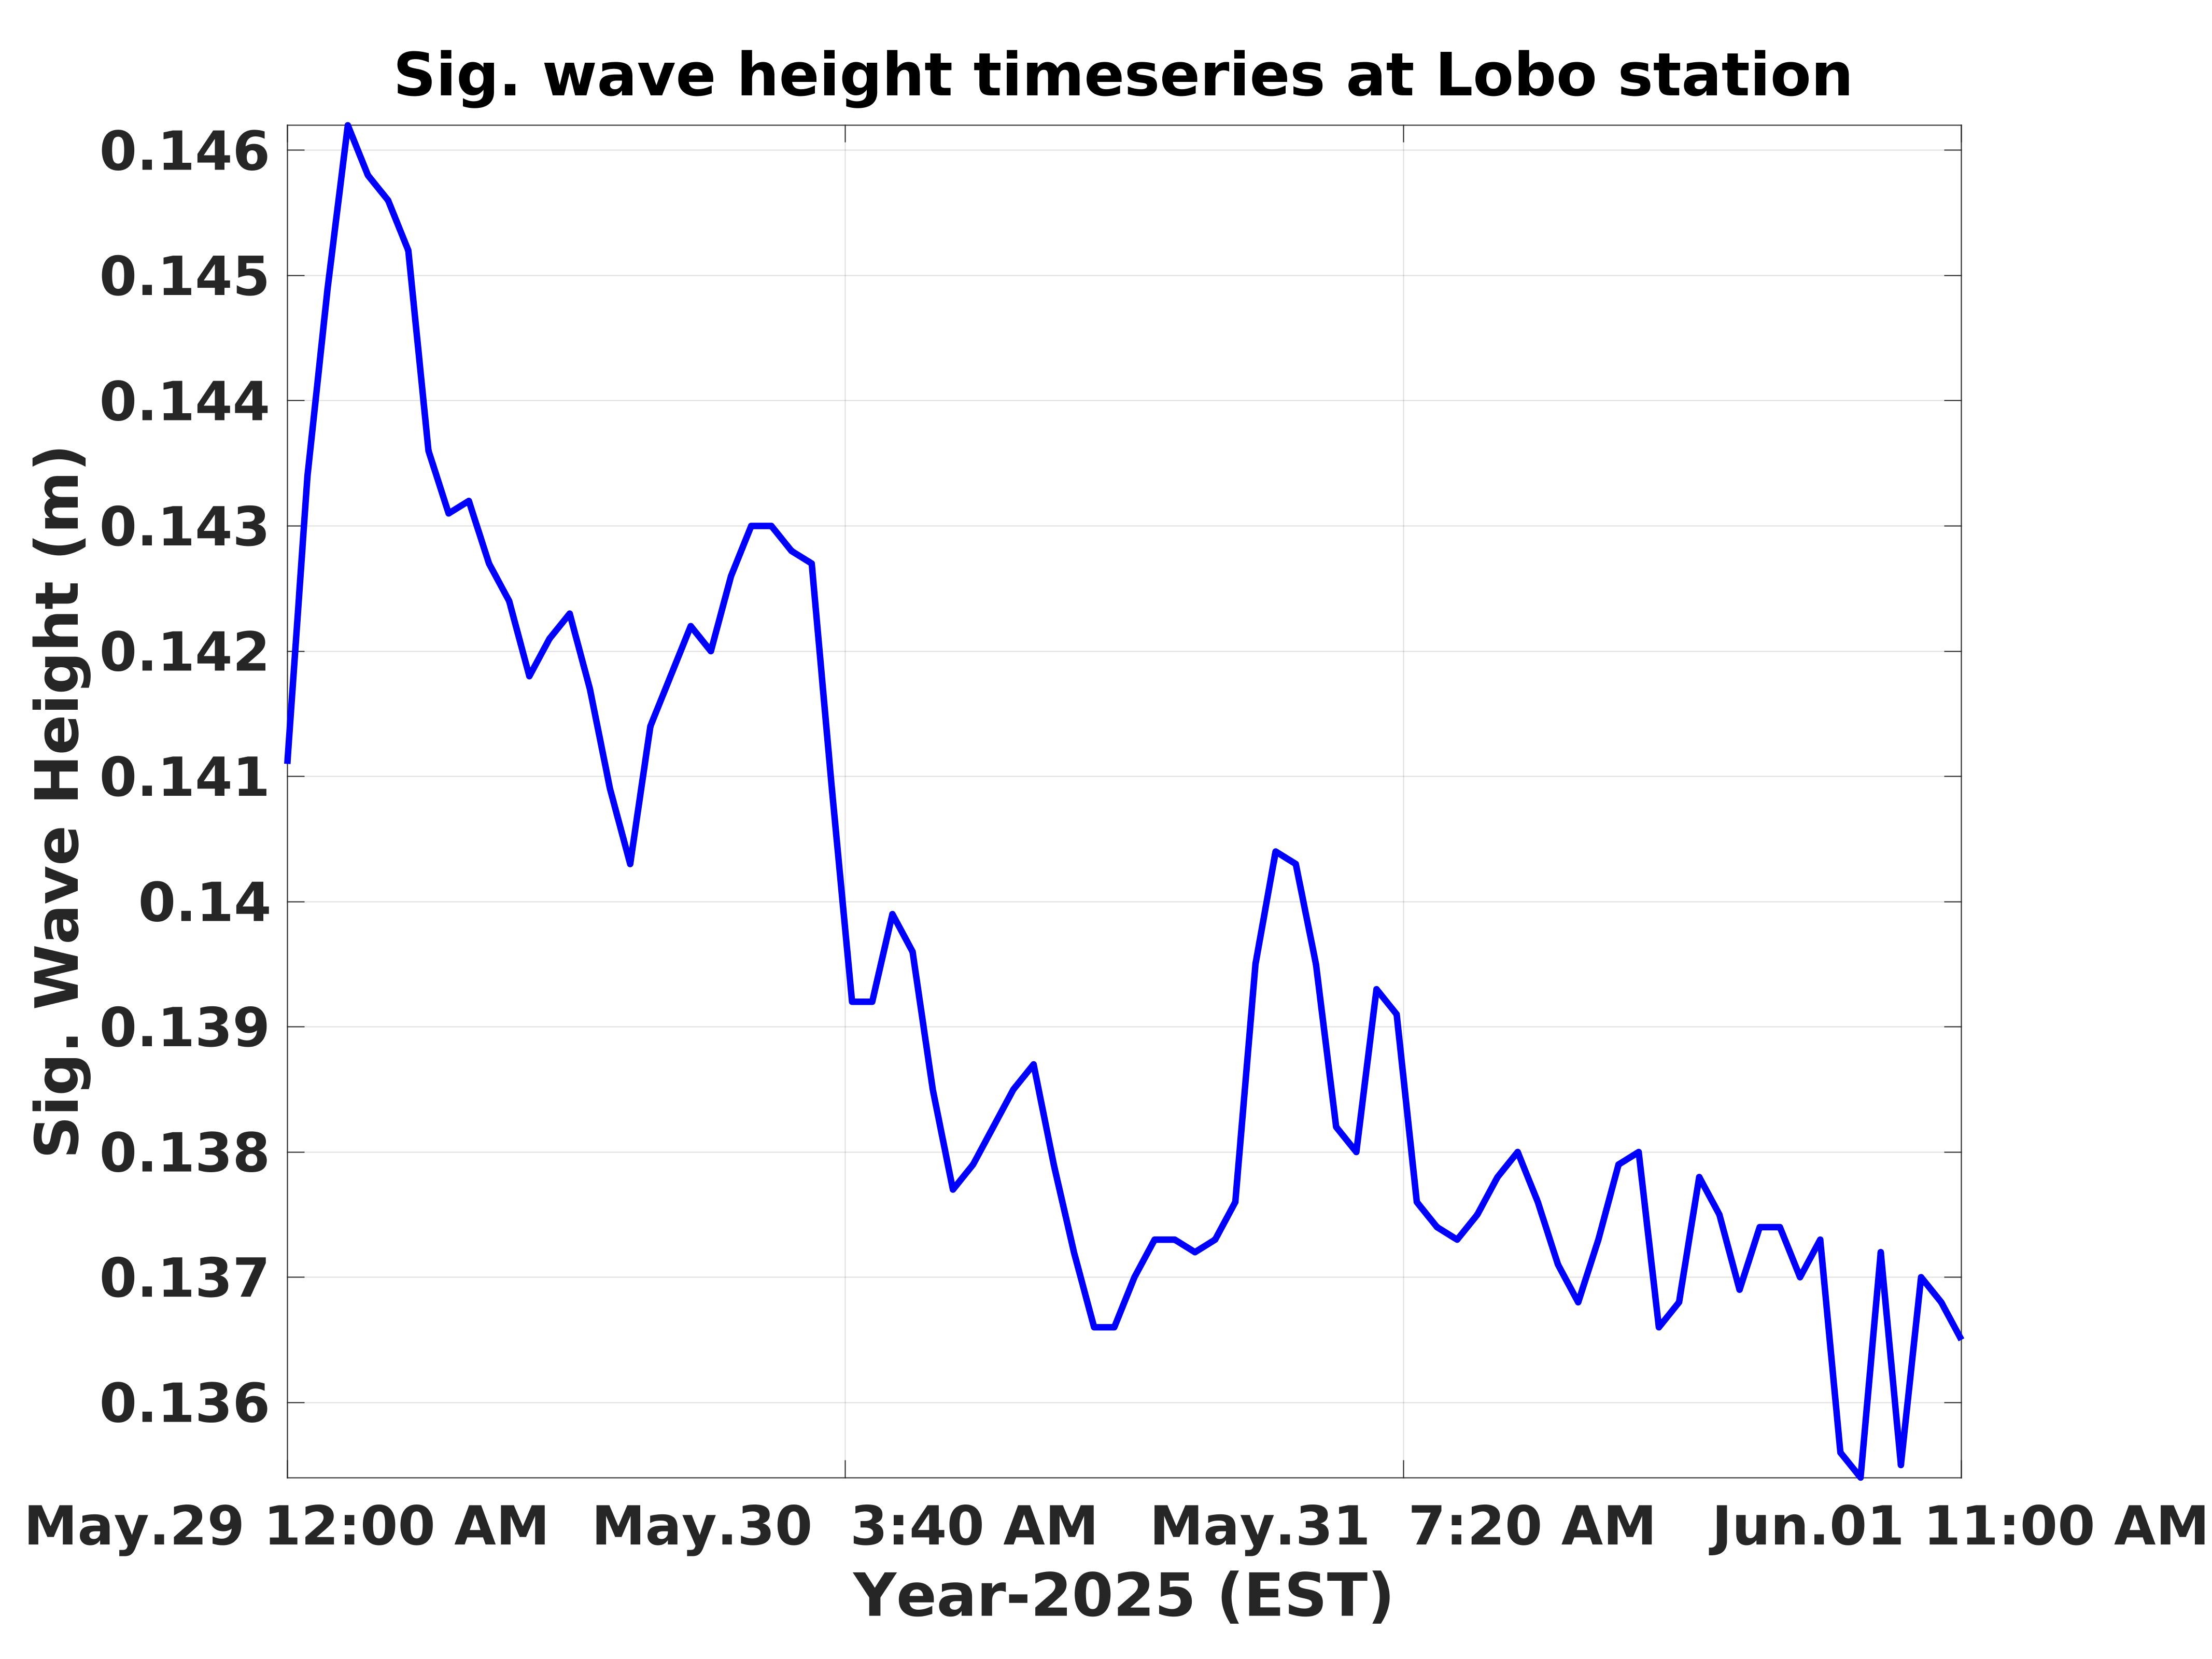 Sig. wave height timeseries at Lobo station
0.146
0.145
0.144
0.143
0.142
0.141
0.14
0.139
0.138
0.137
0.136
Sig. Wave Height (m)
May.29 12:00 AM May.30 3:40 AM May.31 7:20 AM Jun.01 11:00 AM
Year-2025 (EST)